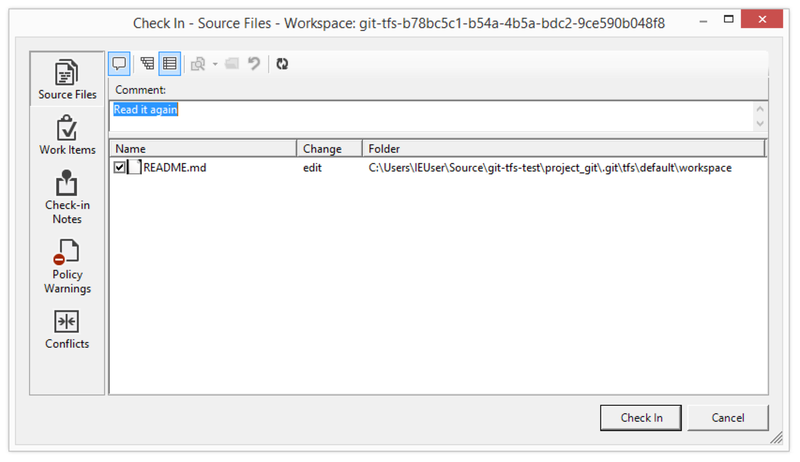 Check In - Source Files - Workspace: git-tfs-b78bc5c1-b54a-4b5a-bdc2-9ce590b048f8
Source Files
Work Items
Check-in
Notes
Policy
Warnings
Conflicts
Comment:
Read it again
Name Change Folder
README.md edit C:\Users\IEUser\Source\git-tfs-test\project_git\.git\tfs\default\workspace
Check In Cancel